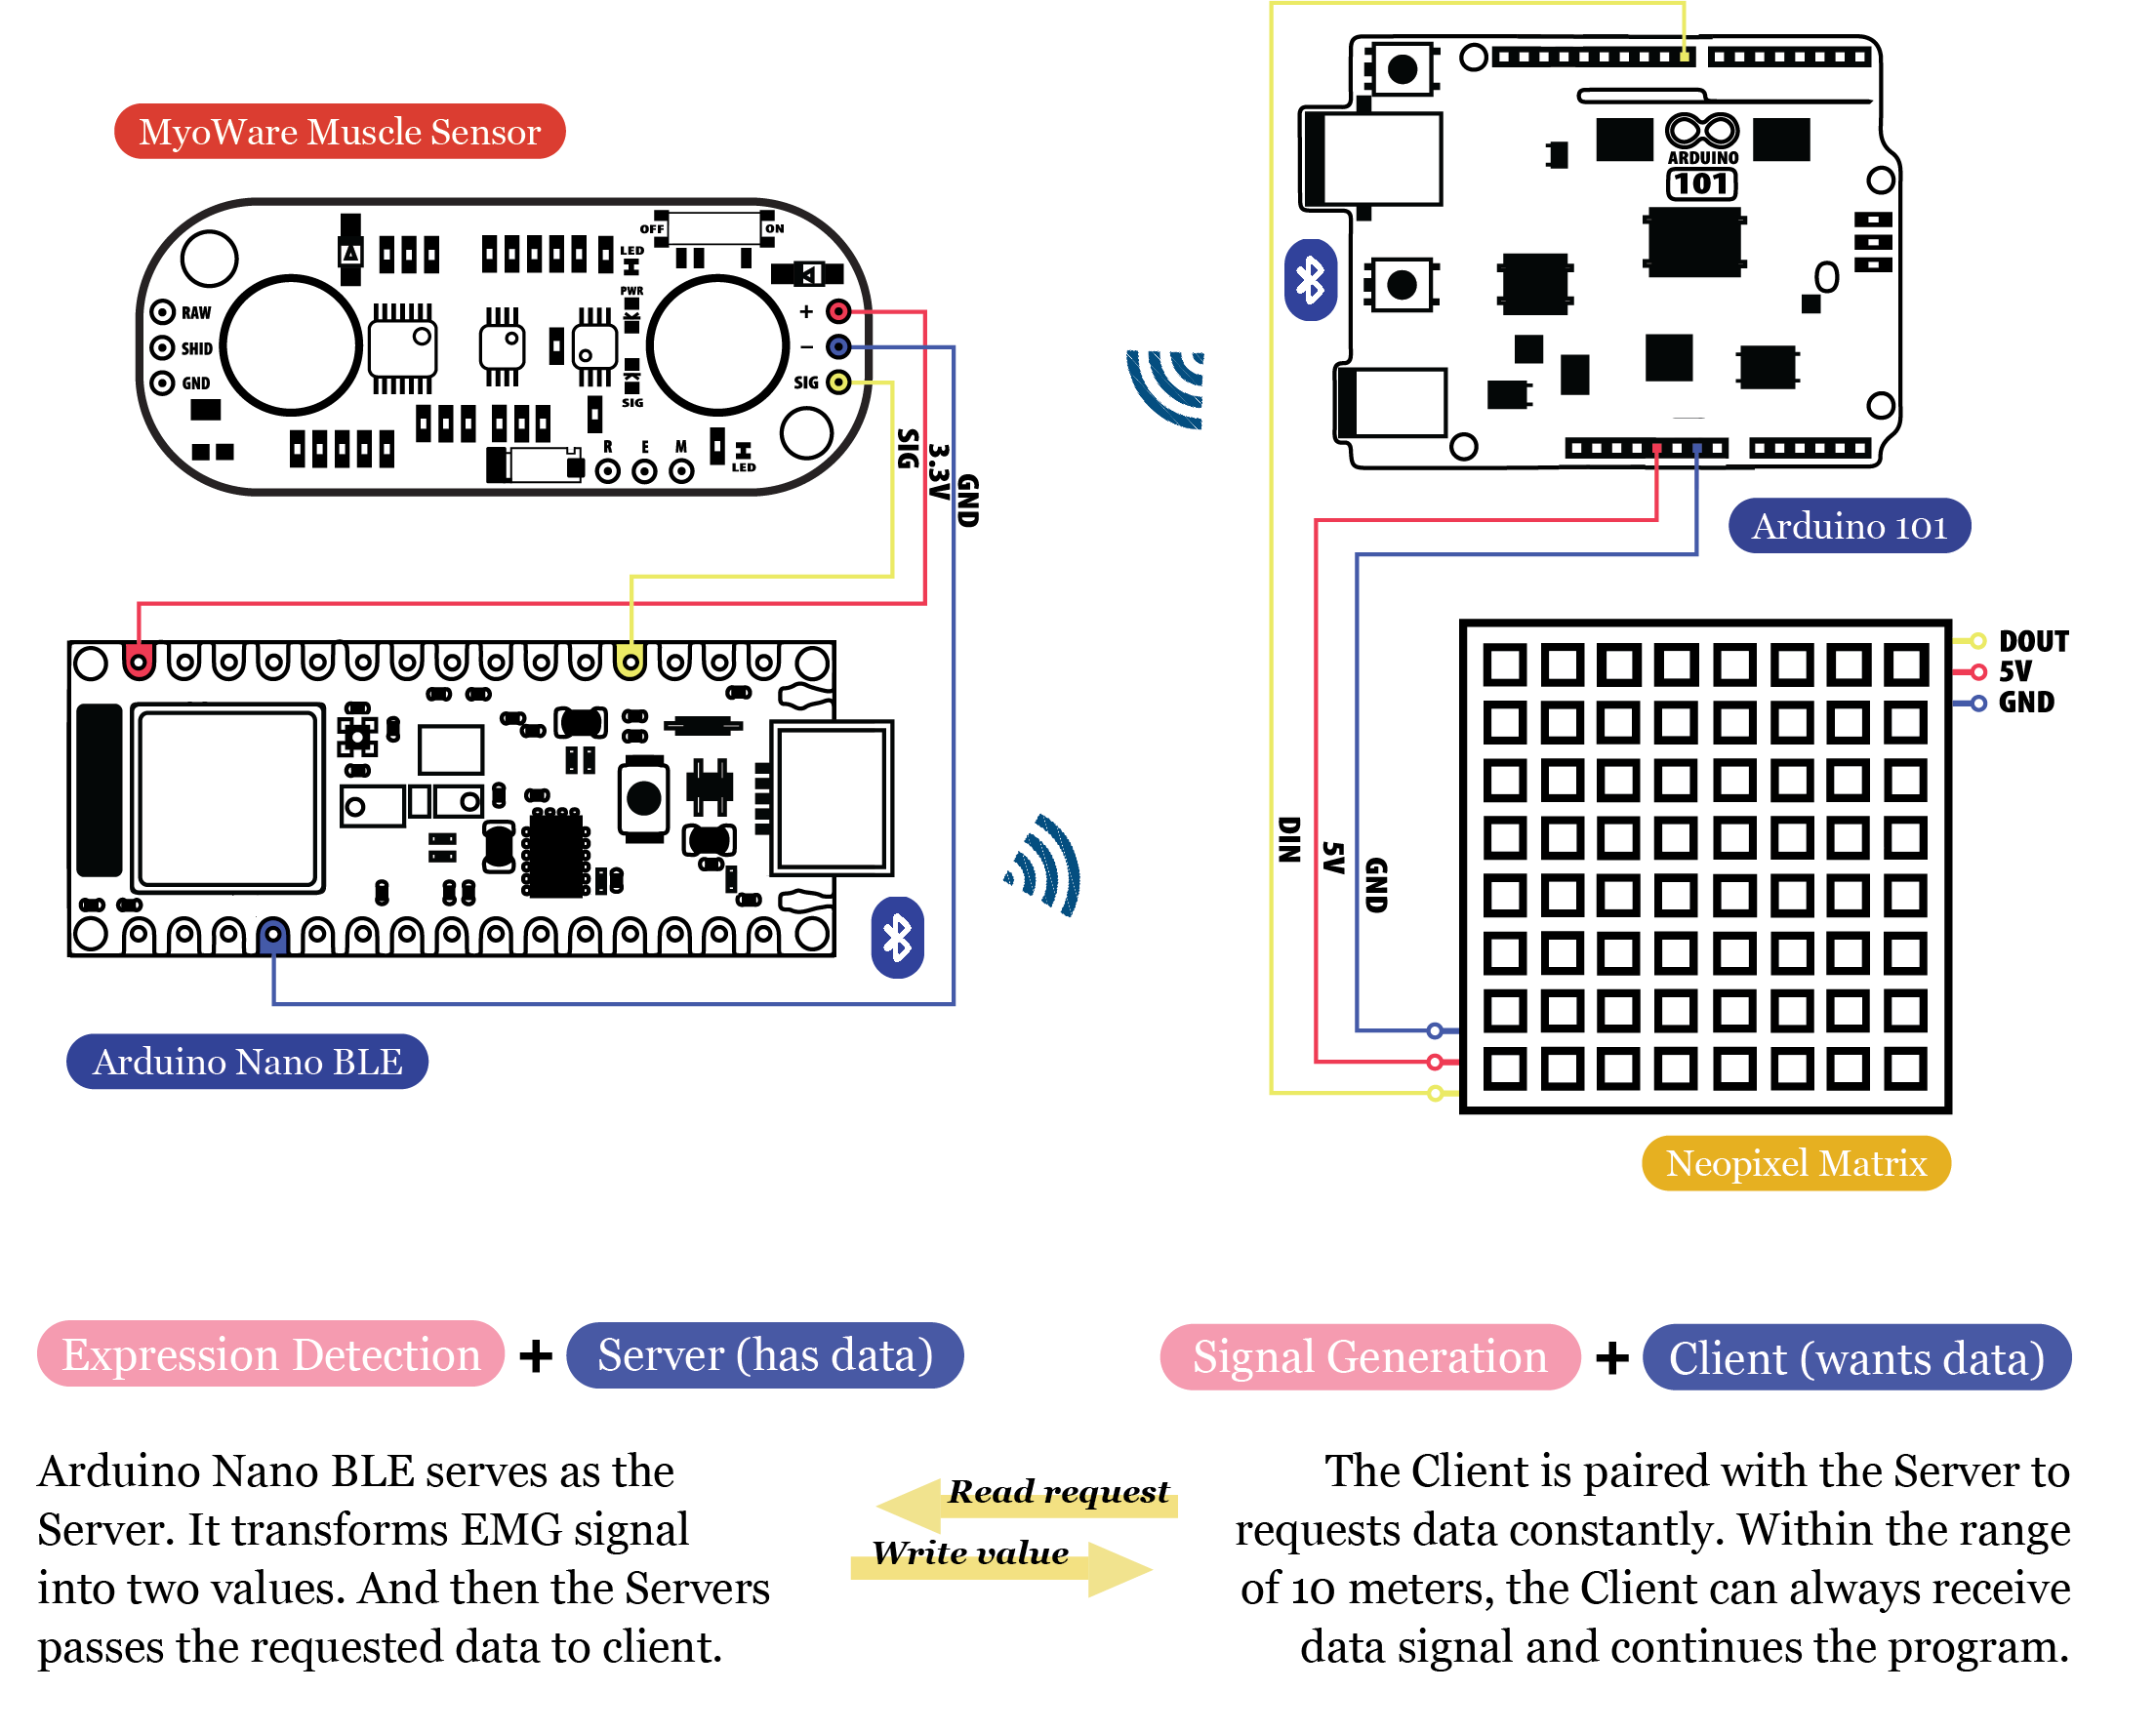 MyoWare Muscle Sensor
OFF
ON
LED
PWR
RAW
SHID
GND
+
−
SIG
SIG
R E M
LED
SIG
3.3V
GND
Arduino Nano BLE
ARDUINO
101
Arduino 101
DOUT
5V
GND
DIN
5V
GND
Neopixel Matrix
Expression Detection + Server (has data)
Arduino Nano BLE serves as the
Server. It transforms EMG signal
into two values. And then the Servers
passes the requested data to client.
Read request
Write value
Signal Generation + Client (wants data)
The Client is paired with the Server to
requests data constantly. Within the range
of 10 meters, the Client can always receive
data signal and continues the program.